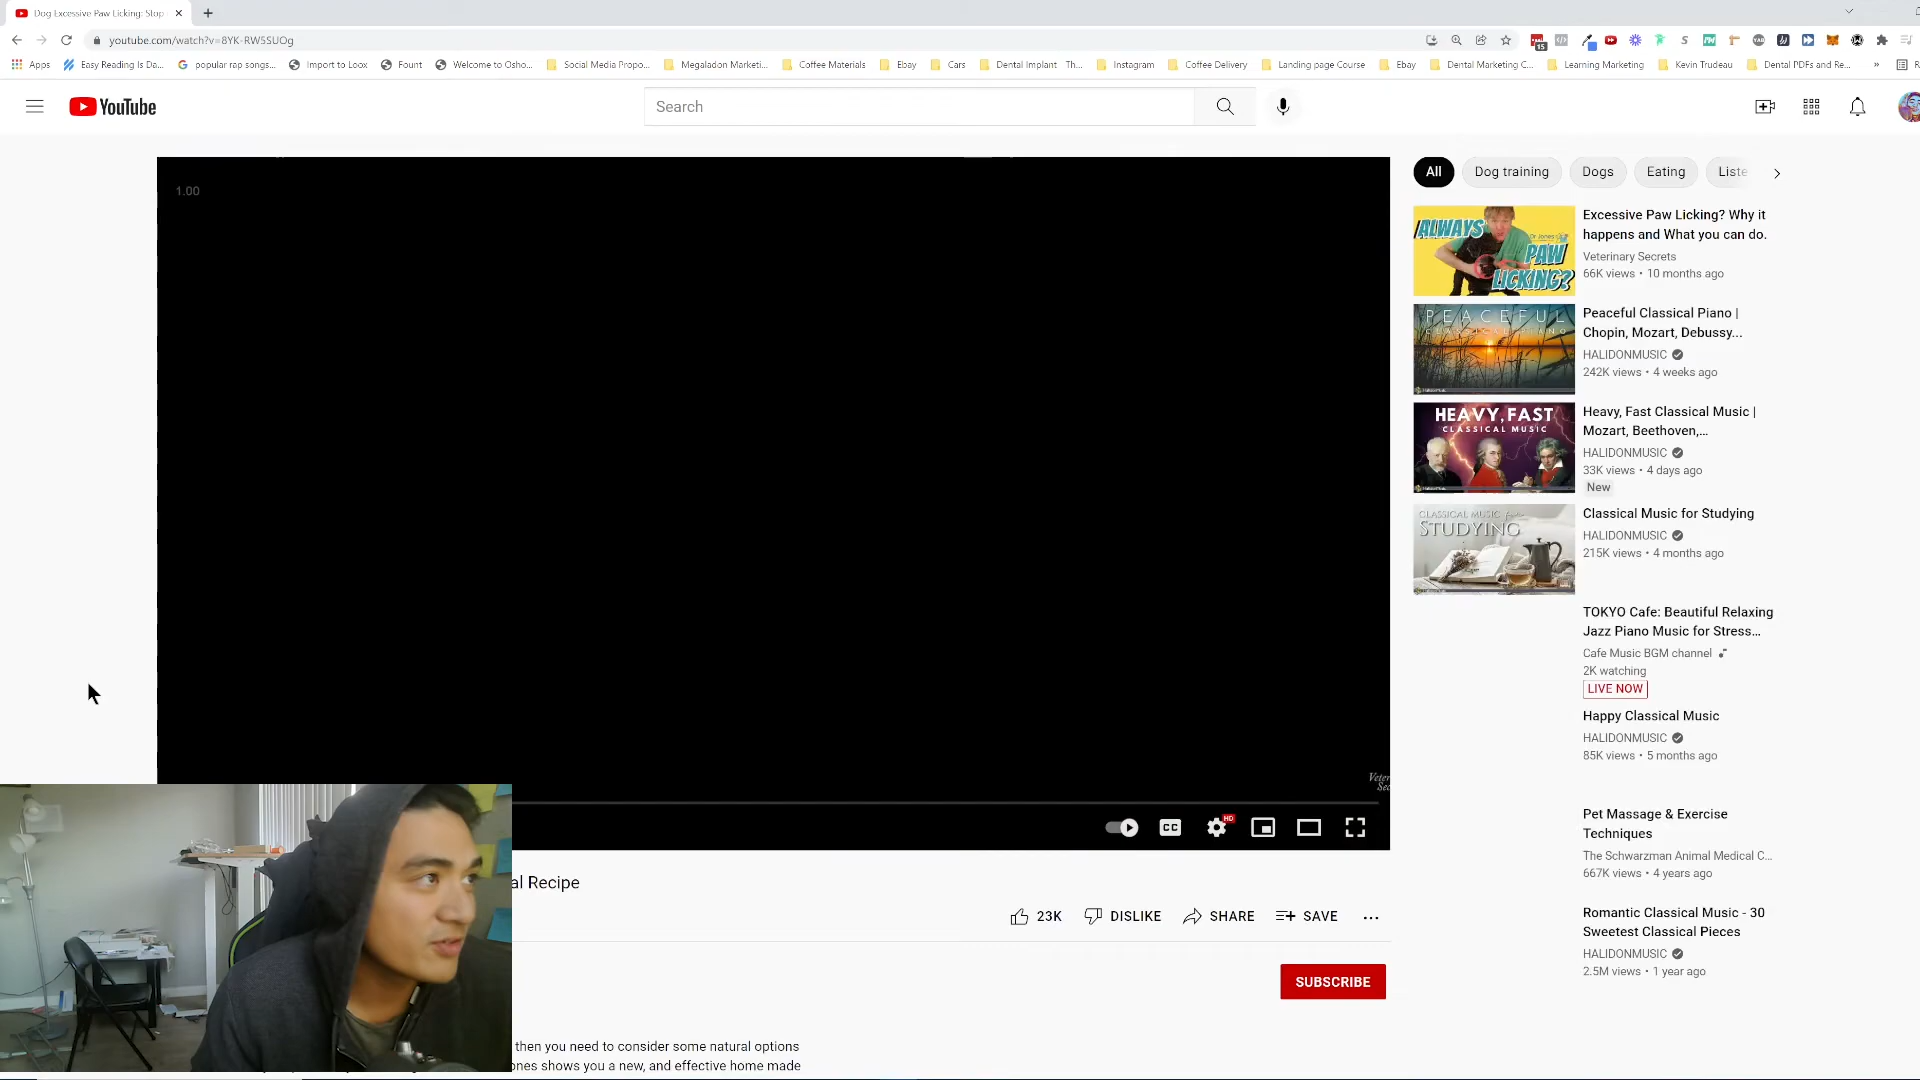 Dog Excessive Paw Licking: Stop
youtube.com/watch?v=8YK-RW5SUOg
Apps
Easy Reading Is Da...
popular rap songs...
Import to Loox
Fount
Welcome to Osho...
Social Media Propo...
Megaladon Marketi...
Coffee Materials
Ebay
Cars
Dental Implant Th...
Instagram
Coffee Delivery
Landing page Course
Ebay
Dental Marketing C...
Learning Marketing
Kevin Trudeau
Dental PDFs and Re...
YouTube
Search
1.00
All
Dog training
Dogs
Eating
Liste
ALWAYS
PAW
LICKING?
Excessive Paw Licking? Why it
happens and What you can do.
Veterinary Secrets
66K views • 10 months ago
PEACEFUL
CLASSICAL PIANO
Peaceful Classical Piano |
Chopin, Mozart, Debussy...
HALIDONMUSIC
242K views • 4 weeks ago
HEAVY, FAST
CLASSICAL MUSIC
Heavy, Fast Classical Music |
Mozart, Beethoven,...
HALIDONMUSIC
33K views • 4 days ago
New
CLASSICAL MUSIC for
STUDYING
Classical Music for Studying
HALIDONMUSIC
215K views • 4 months ago
TOKYO Cafe: Beautiful Relaxing
Jazz Piano Music for Stress...
Cafe Music BGM channel
2K watching
LIVE NOW
Happy Classical Music
HALIDONMUSIC
85K views • 5 months ago
Pet Massage & Exercise
Techniques
The Schwarzman Animal Medical C...
667K views • 4 years ago
Romantic Classical Music - 30
Sweetest Classical Pieces
HALIDONMUSIC
2.5M views • 1 year ago
CC
HD
al Recipe
23K
DISLIKE
SHARE
SAVE
SUBSCRIBE
then you need to consider some natural options
ones shows you a new, and effective home made